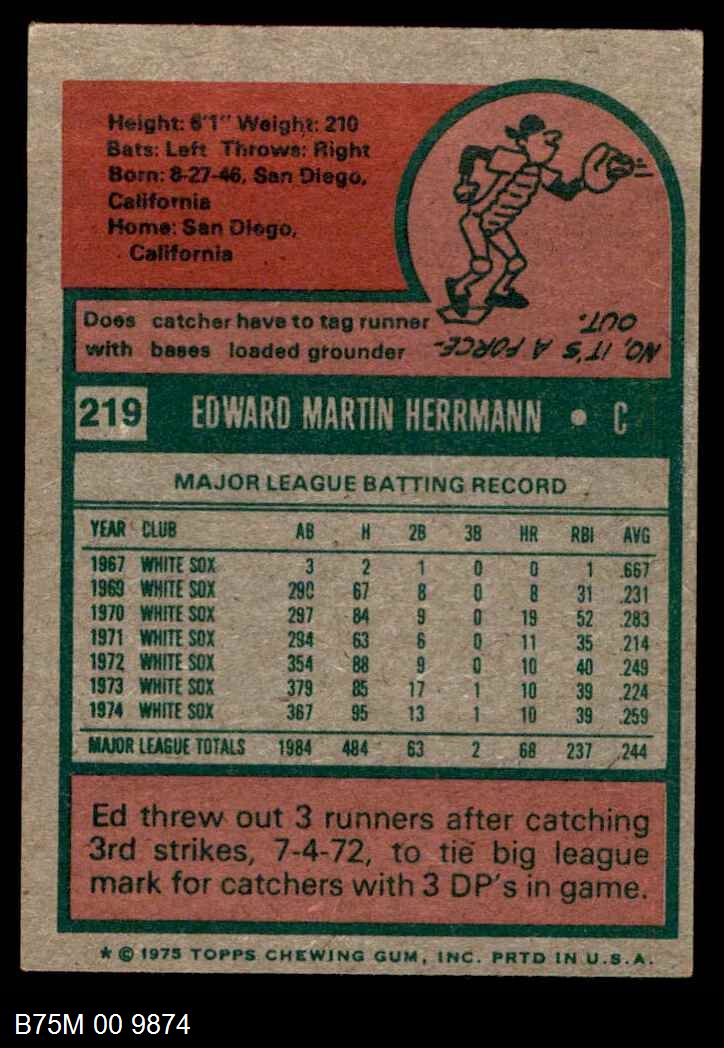 Height: 6'1" Weight: 210
Bats: Left Throws: Right
Born: 8-27-46, San Diego,
California
Home: San Diego,
California
Does catcher have to tag runner
with bases loaded grounder
NO, IT'S A FORCE-
OUT.
219 EDWARD MARTIN HERRMANN • C
MAJOR LEAGUE BATTING RECORD
YEAR CLUB AB H 2B 3B HR RBI AVG
1967 WHITE SOX 3 2 1 0 0 1 .667
1969 WHITE SOX 290 67 8 0 8 31 .231
1970 WHITE SOX 297 84 9 0 19 52 .283
1971 WHITE SOX 294 63 6 0 11 35 .214
1972 WHITE SOX 354 88 9 0 10 40 .249
1973 WHITE SOX 379 85 17 1 10 39 .224
1974 WHITE SOX 367 95 13 1 10 39 .259
MAJOR LEAGUE TOTALS 1984 484 63 2 68 237 .244
Ed threw out 3 runners after catching
3rd strikes, 7-4-72, to tie big league
mark for catchers with 3 DP's in game.
* © 1975 TOPPS CHEWING GUM, INC. PRTD IN U.S.A.
B75M 00 9874